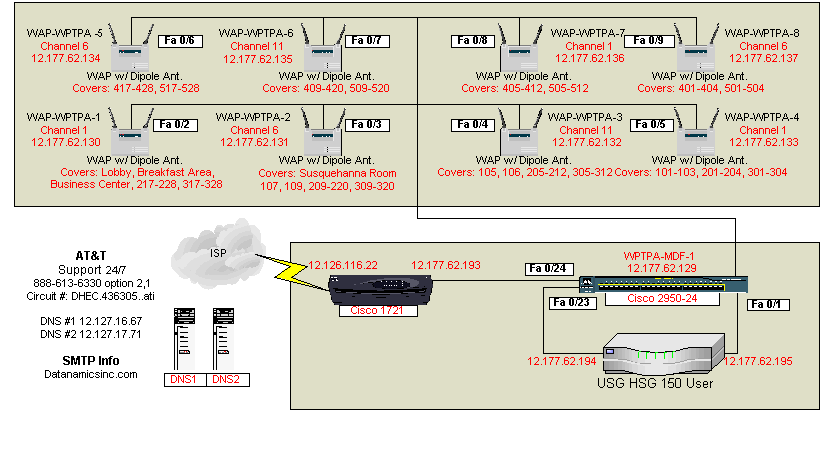 WAP-WPTPA -5
Channel 6
12.177.62.134
Fa 0/6
WAP w/ Dipole Ant.
Covers: 417-428, 517-528
WAP-WPTPA-6
Channel 11
12.177.62.135
Fa 0/7
WAP w/ Dipole Ant.
Covers: 409-420, 509-520
Fa 0/8
WAP-WPTPA-7
Channel 1
12.177.62.136
WAP w/ Dipole Ant.
Covers: 405-412, 505-512
Fa 0/9
WAP-WPTPA-8
Channel 6
12.177.62.137
WAP w/ Dipole Ant.
Covers: 401-404, 501-504
WAP-WPTPA-1
Channel 1
12.177.62.130
Fa 0/2
WAP w/ Dipole Ant.
Covers: Lobby, Breakfast Area,
Business Center, 217-228, 317-328
WAP-WPTPA-2
Channel 6
12.177.62.131
Fa 0/3
WAP w/ Dipole Ant.
Covers: Susquehanna Room
107, 109, 209-220, 309-320
Fa 0/4
WAP-WPTPA-3
Channel 11
12.177.62.132
WAP w/ Dipole Ant.
Covers: 105, 106, 205-212, 305-312
Fa 0/5
WAP-WPTPA-4
Channel 1
12.177.62.133
WAP w/ Dipole Ant.
Covers: 101-103, 201-204, 301-304
AT&T
Support 24/7
888-613-6330 option 2,1
Circuit #: DHEC.436305..ati
DNS #1 12.127.16.67
DNS #2 12.127.17.71
SMTP Info
Datanamicsinc.com
ISP
DNS1
DNS2
12.126.116.22
12.177.62.193
Cisco 1721
Fa 0/24
WPTPA-MDF-1
12.177.62.129
Fa 0/23
Cisco 2950-24
Fa 0/1
12.177.62.194
12.177.62.195
USG HSG 150 User